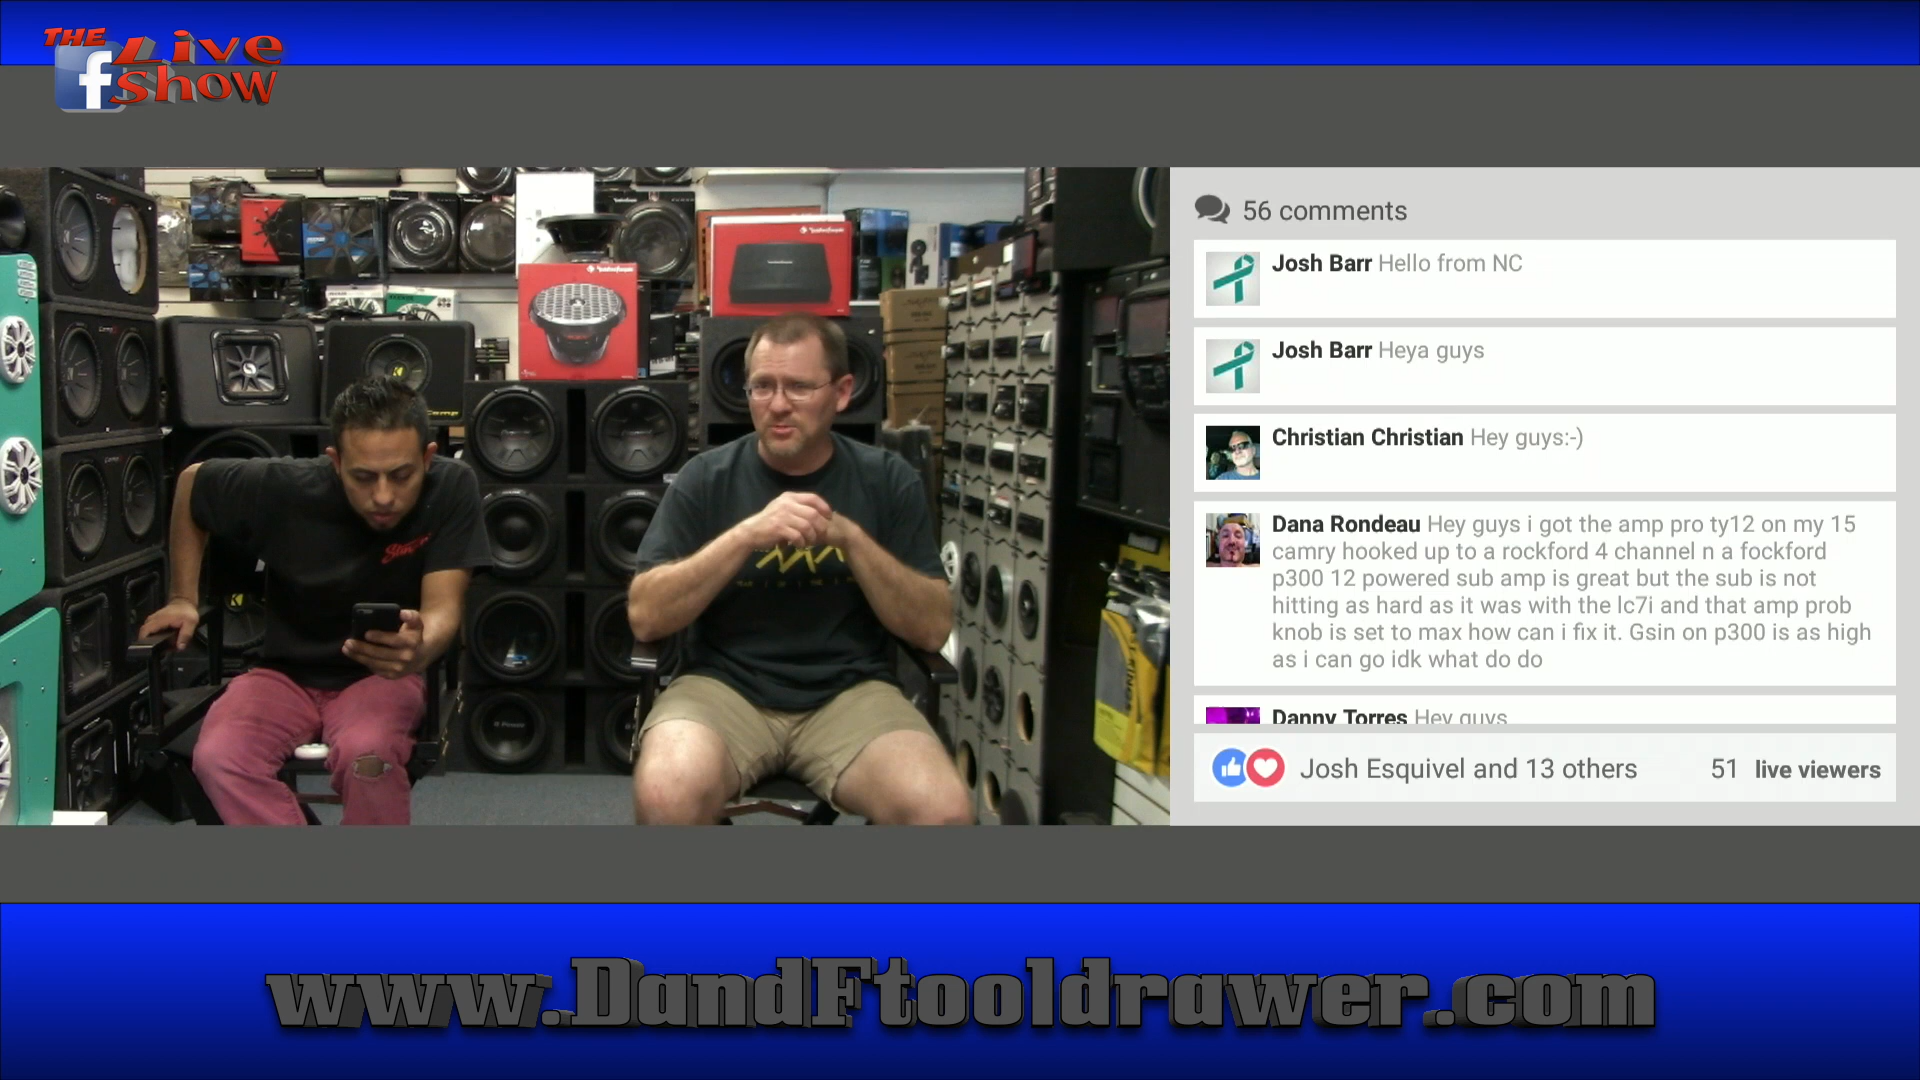 THE
Live
Show
56 comments
Josh Barr Hello from NC
Josh Barr Heya guys
Christian Christian Hey guys:-)
Dana Rondeau Hey guys i got the amp pro ty12 on my 15
camry hooked up to a rockford 4 channel n a fockford
p300 12 powered sub amp is great but the sub is not
hitting as hard as it was with the lc7i and that amp prob
knob is set to max how can i fix it. Gsin on p300 is as high
as i can go idk what do do
Danny Torres Hey guys
Josh Esquivel and 13 others
51 live viewers
www.DandFtooldrawer.com